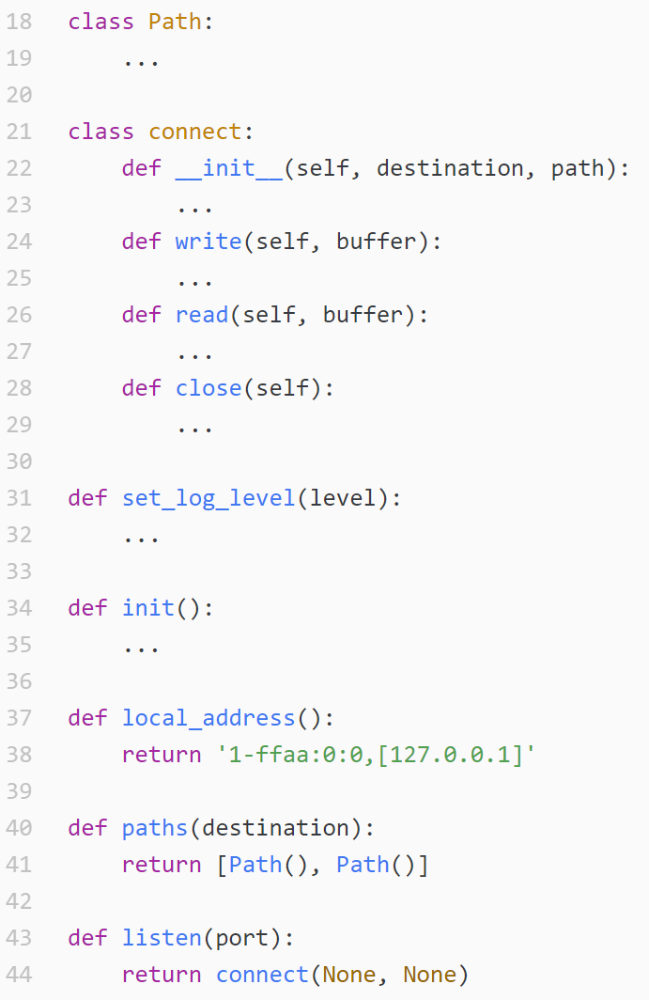 18 class Path:
19     ...
20
21 class connect:
22     def __init__(self, destination, path):
23         ...
24     def write(self, buffer):
25         ...
26     def read(self, buffer):
27         ...
28     def close(self):
29         ...
30
31 def set_log_level(level):
32     ...
33
34 def init():
35     ...
36
37 def local_address():
38     return '1-ffaa:0:0,[127.0.0.1]'
39
40 def paths(destination):
41     return [Path(), Path()]
42
43 def listen(port):
44     return connect(None, None)